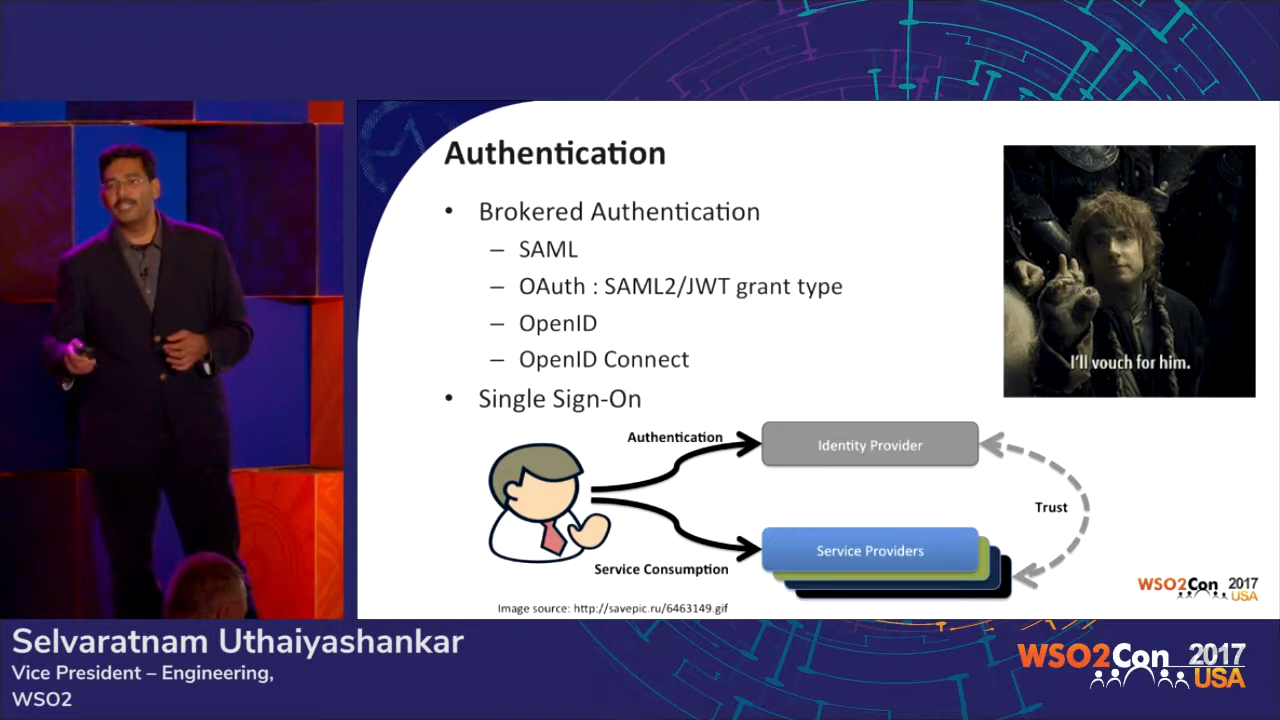 Authentication
• Brokered Authentication
– SAML
– OAuth : SAML2/JWT grant type
– OpenID
– OpenID Connect
• Single Sign-On
I'll vouch for him.
Authentication
Identity Provider
Trust
Service Providers
Service Consumption
Image source: http://savepic.ru/6463149.gif
WSO2Con 2017
USA
Selvaratnam Uthaiyashankar
Vice President – Engineering,
WSO2
WSO2Con 2017
USA